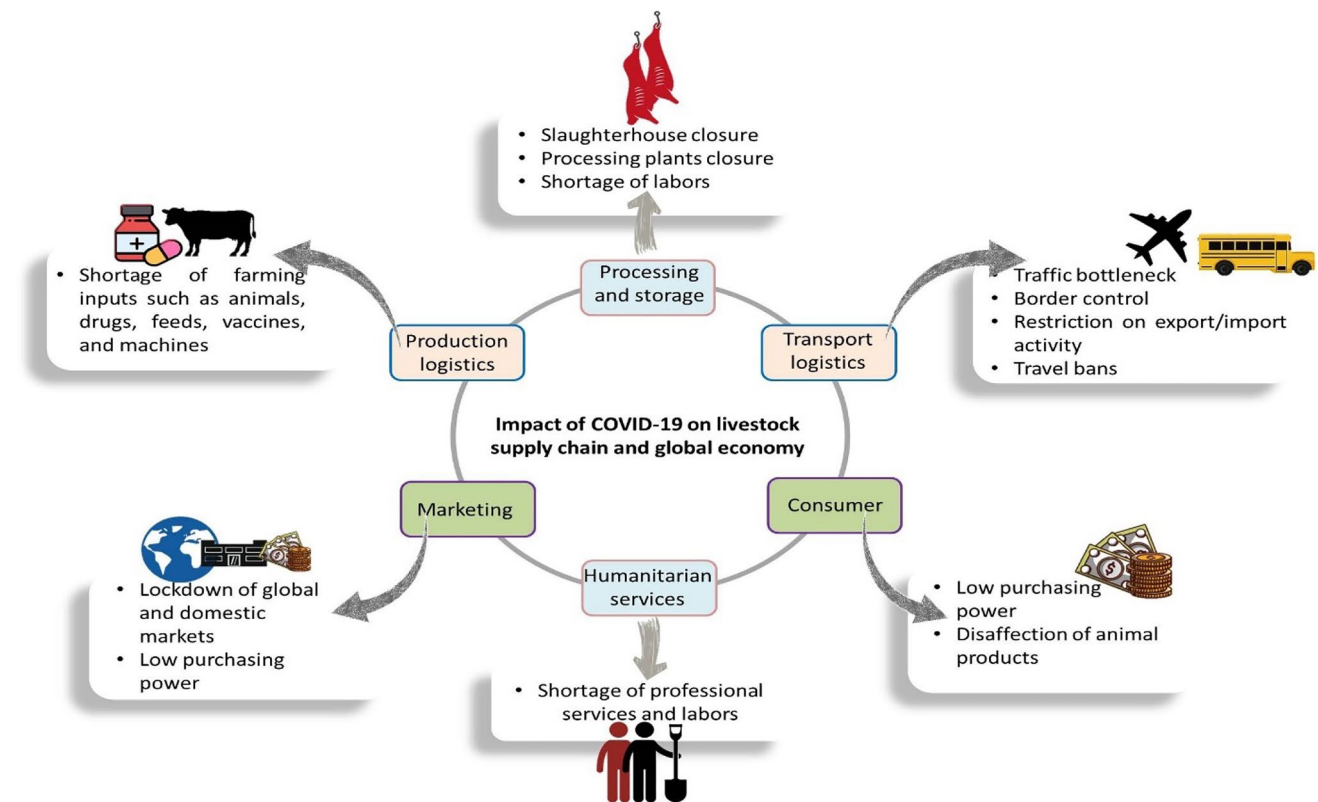 • Slaughterhouse closure
• Processing plants closure
• Shortage of labors
Processing
and storage
• Shortage of farming
inputs such as animals,
drugs, feeds, vaccines,
and machines
Production
logistics
Transport
logistics
• Traffic bottleneck
• Border control
• Restriction on export/import
activity
• Travel bans
Impact of COVID-19 on livestock
supply chain and global economy
Marketing
• Lockdown of global
and domestic
markets
• Low purchasing
power
Consumer
• Low purchasing
power
• Disaffection of animal
products
Humanitarian
services
• Shortage of professional
services and labors